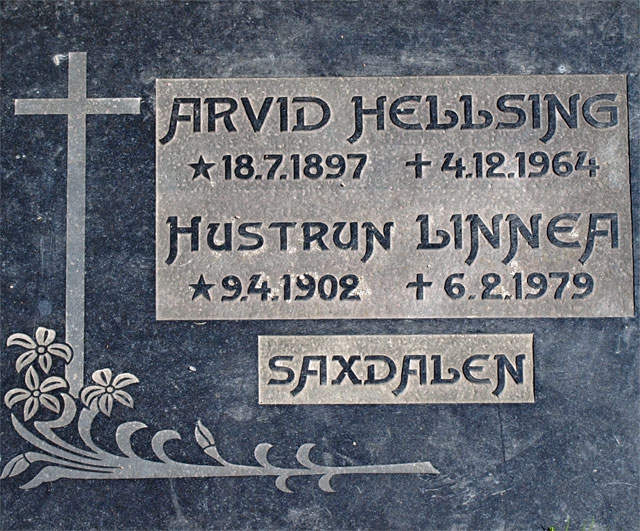 ARVID HELLSING
★ 18.7.1897 ✝ 4.12.1964
HUSTRUN LINNEA
★ 9.4.1902 ✝ 6.2.1979
SAXDALEN